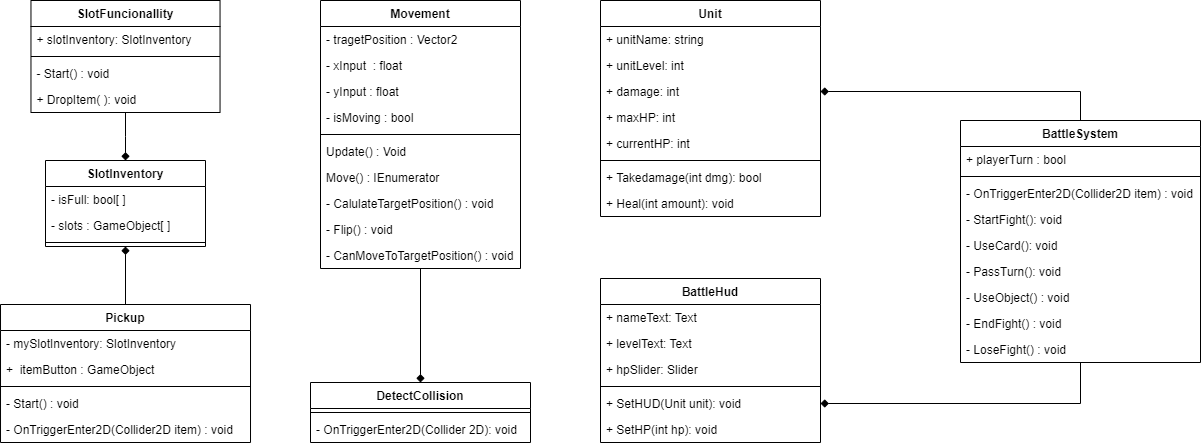 SlotFuncionallity
+ slotInventory: SlotInventory
- Start() : void
+ DropItem( ): void
SlotInventory
- isFull: bool[ ]
- slots : GameObject[ ]
Pickup
- mySlotInventory: SlotInventory
+  itemButton : GameObject
- Start() : void
- OnTriggerEnter2D(Collider2D item) : void
Movement
- tragetPosition : Vector2
- xInput  : float
- yInput : float
- isMoving : bool
Update() : Void
Move() : IEnumerator
- CalulateTargetPosition() : void
- Flip() : void
- CanMoveToTargetPosition() : void
DetectCollision
- OnTriggerEnter2D(Collider 2D): void
Unit
+ unitName: string
+ unitLevel: int
+ damage: int
+ maxHP: int
+ currentHP: int
+ Takedamage(int dmg): bool
+ Heal(int amount): void
BattleHud
+ nameText: Text
+ levelText: Text
+ hpSlider: Slider
+ SetHUD(Unit unit): void
+ SetHP(int hp): void
BattleSystem
+ playerTurn : bool
- OnTriggerEnter2D(Collider2D item) : void
- StartFight(): void
- UseCard(): void
- PassTurn(): void
- UseObject(): void
- EndFight() : void
- LoseFight() : void